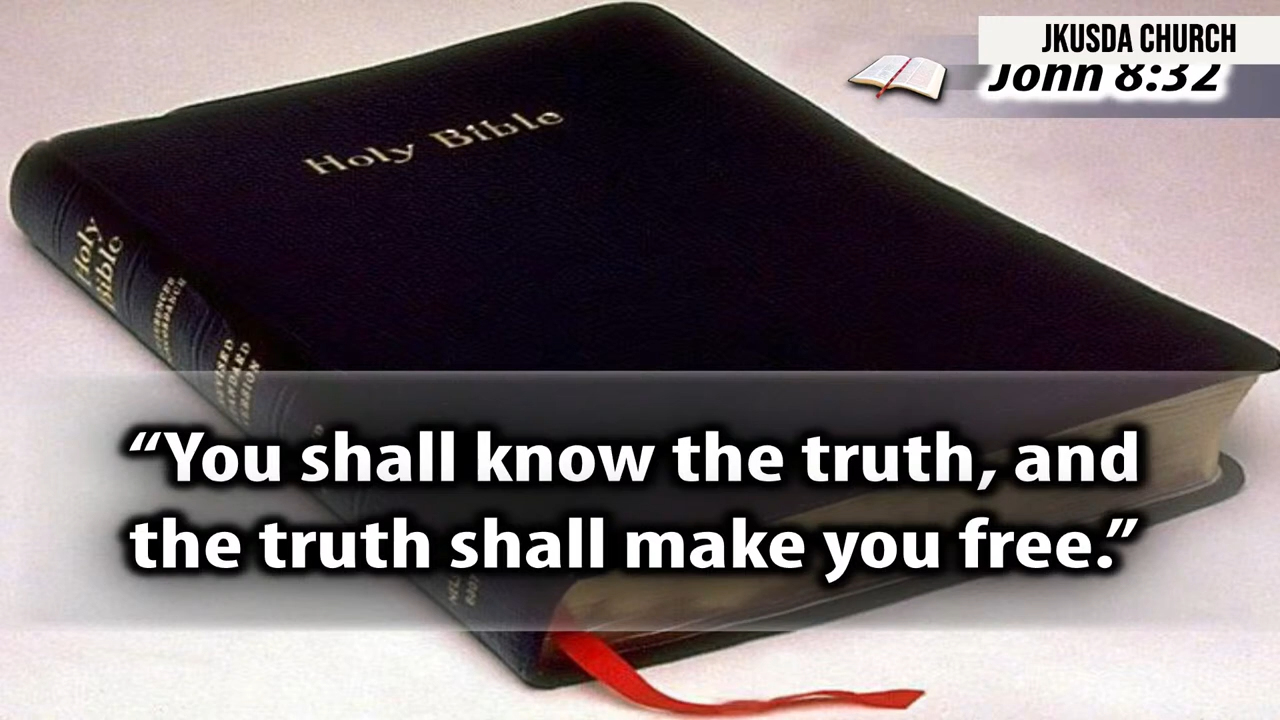 JKUSDA CHURCH
John 8:32
Holy Bible
Holy
Bible
“You shall know the truth, and
the truth shall make you free.”